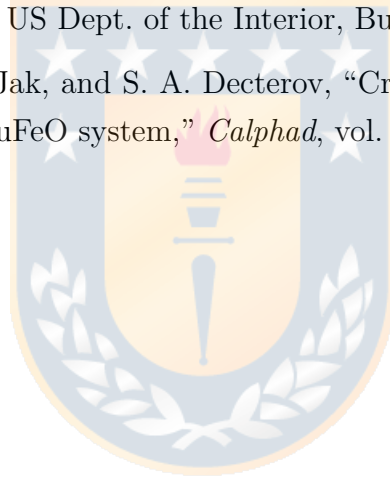 US Dept. of the Interior, Bu
Jak, and S. A. Decterov, “Cr
uFeO system,” Calphad, vol.